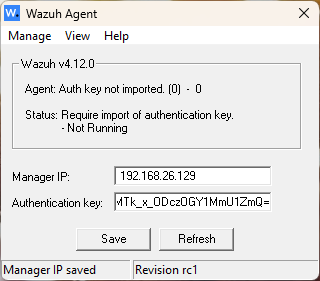 W. Wazuh Agent
Manage View Help
Wazuh v4.12.0
Agent: Auth key not imported. (0) - 0
Status: Require import of authentication key.
- Not Running
Manager IP: 192.168.26.129
Authentication key: MTk_x_ODczOGY1MmU1ZmQ=
Save Refresh
Manager IP saved Revision rc1